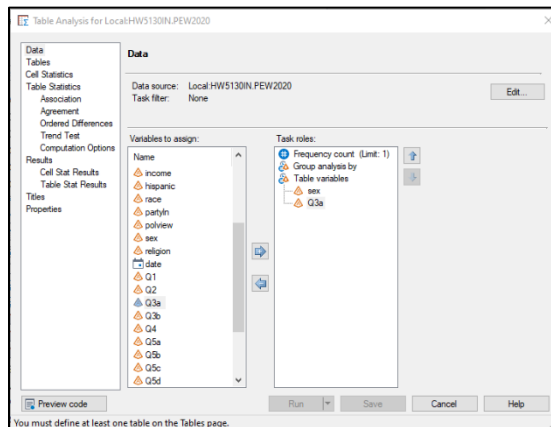 Table Analysis for Local:HW5130IN.PEW2020
Data
Tables
Cell Statistics
Table Statistics
Association
Agreement
Ordered Differences
Trend Test
Computation Options
Results
Cell Stat Results
Table Stat Results
Titles
Properties
Data
Data source: Local:HW5130IN.PEW2020
Task filter: None
Edit...
Variables to assign:
Name
income
hispanic
race
partyln
polview
sex
religion
date
Q1
Q2
Q3a
Q3b
Q4
Q5a
Q5b
Q5c
Q5d
Task roles:
Frequency count (Limit: 1)
Group analysis by
Table variables
sex
Q3a
Preview code
Run
Save
Cancel
Help
You must define at least one table on the Tables page.